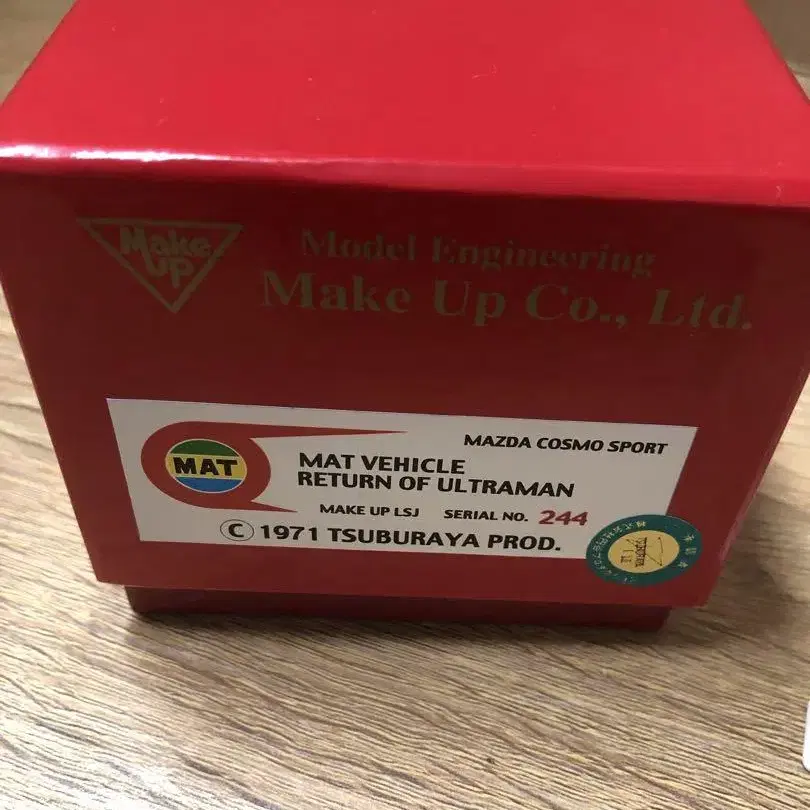 Make
UP
Model Engineering
Make Up Co., Ltd.
MAZDA COSMO SPORT
MAT
MAT VEHICLE
RETURN OF ULTRAMAN
MAKE UP LSJ SERIAL NO. 244
Ⓒ 1971 TSUBURAYA PROD.